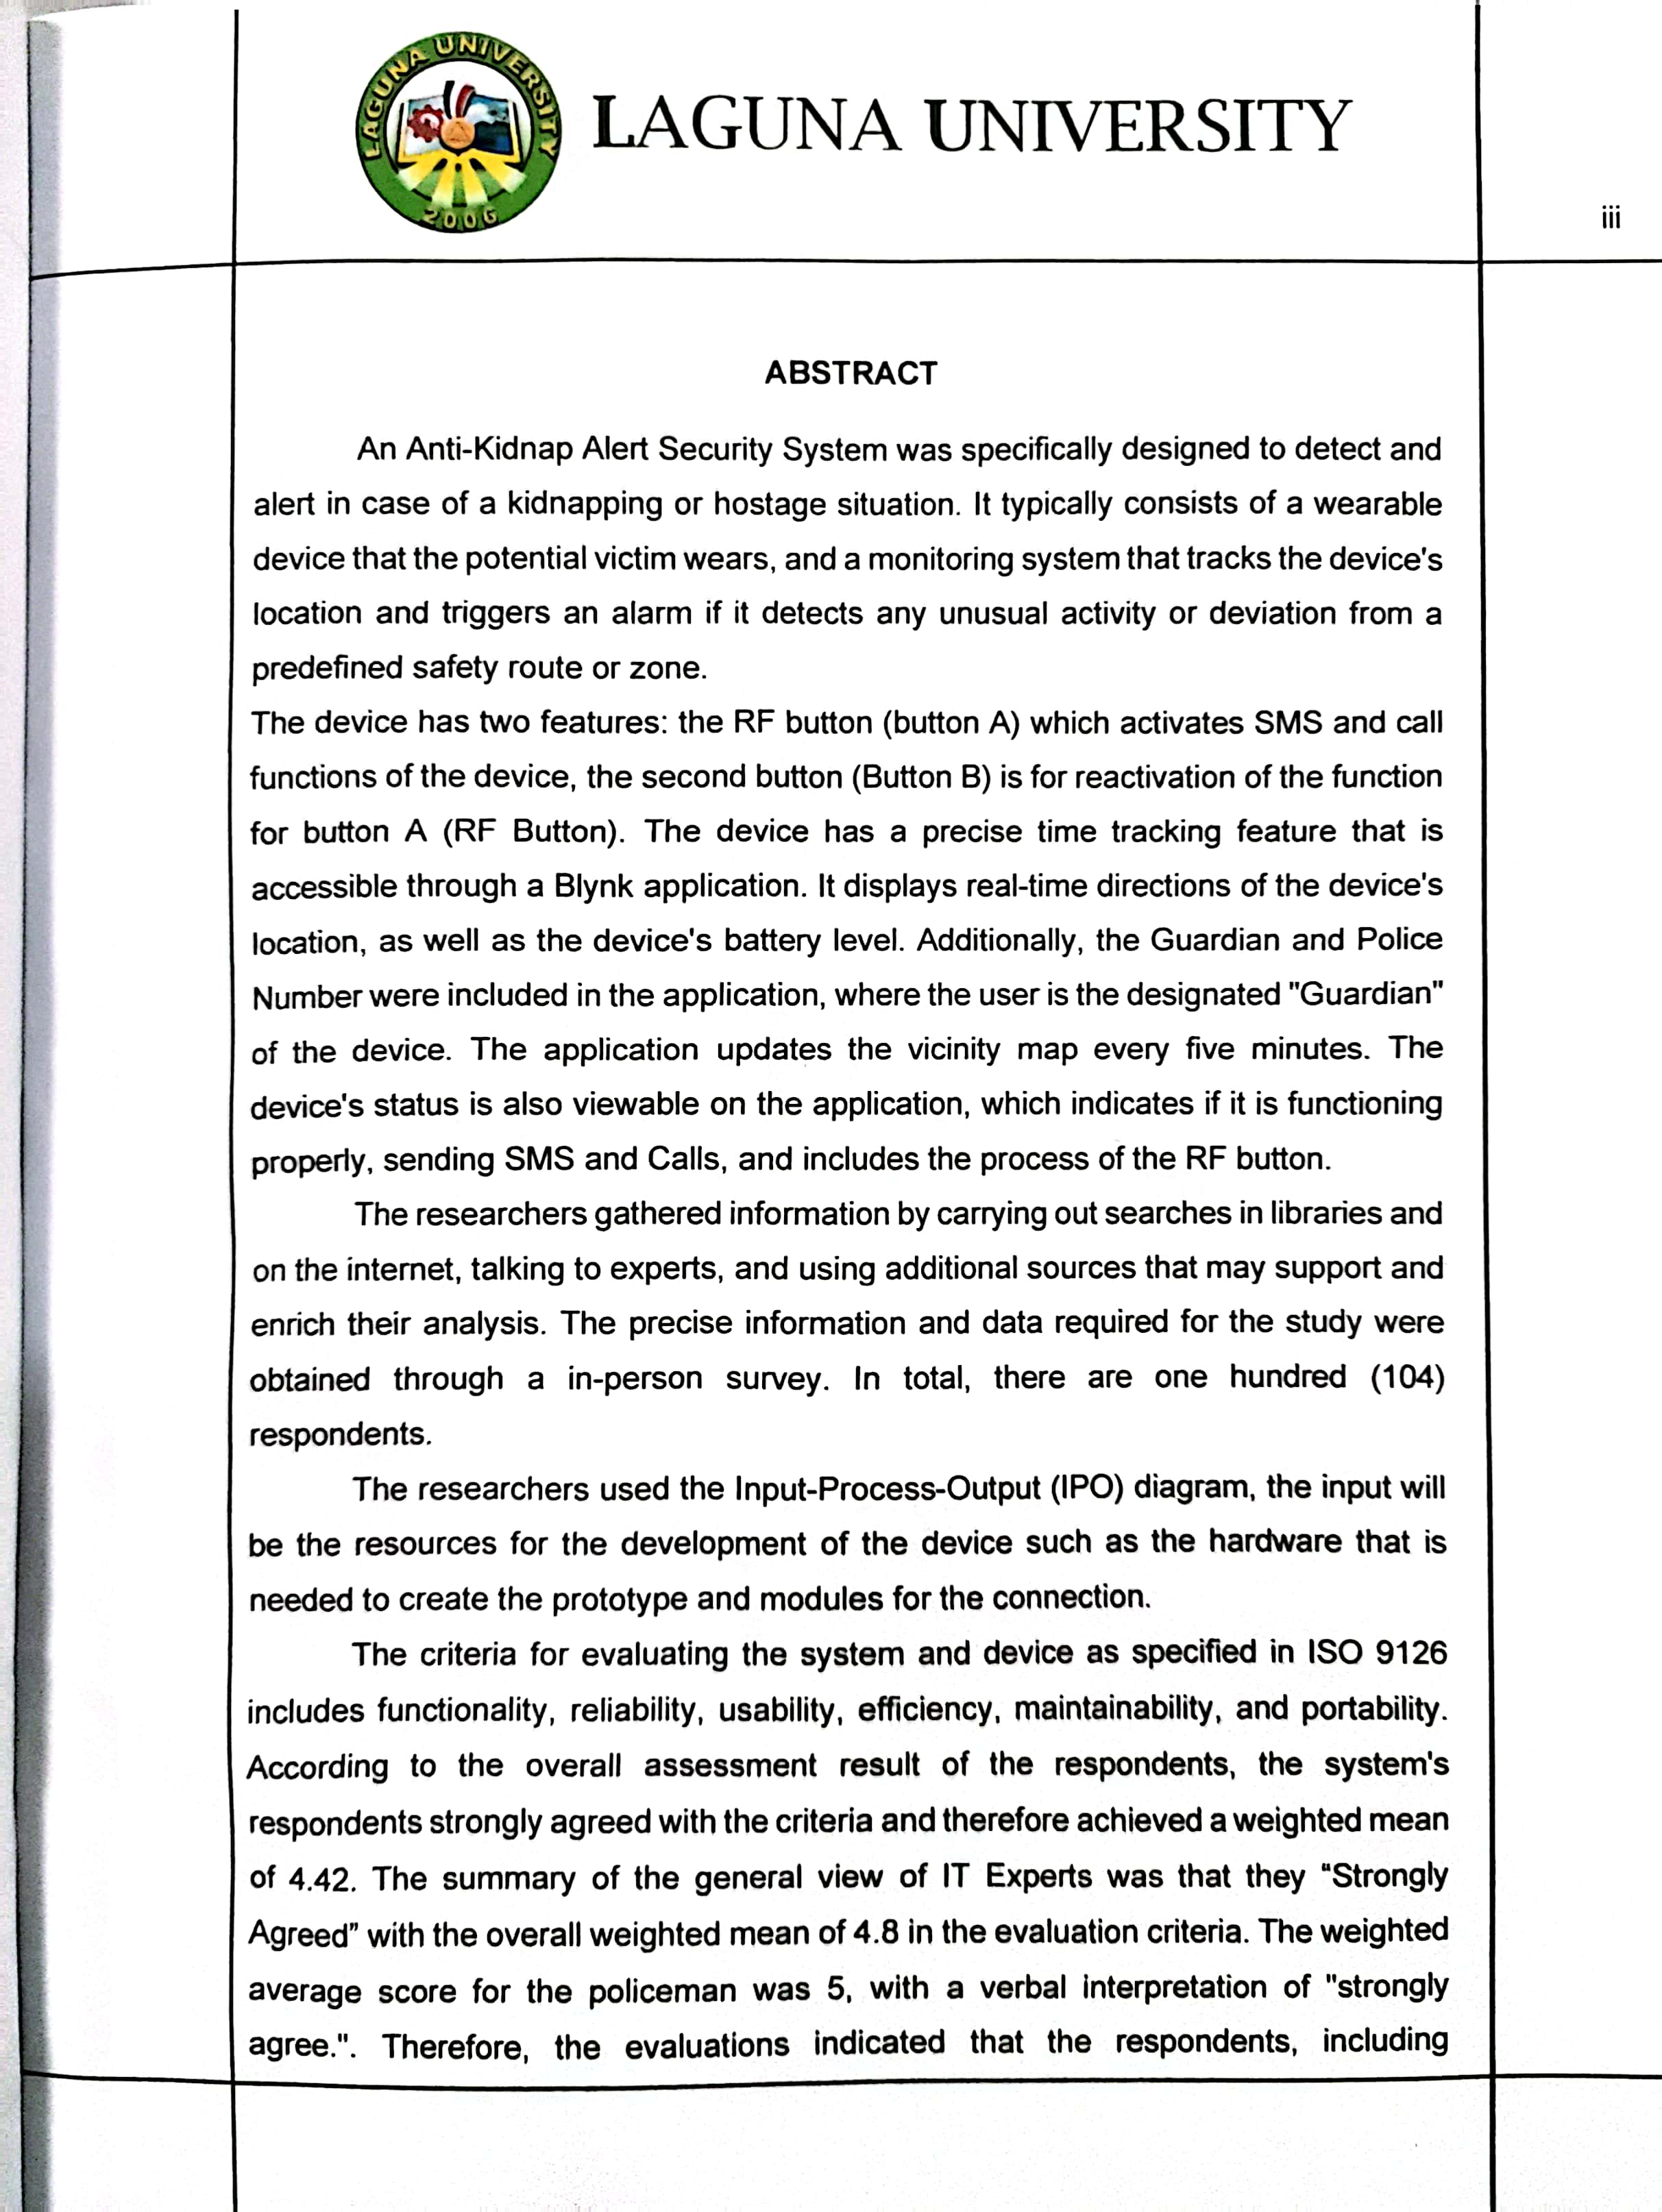 LAGUNA UNIVERSITY
2006
LAGUNA UNIVERSITY
iii
ABSTRACT
An Anti-Kidnap Alert Security System was specifically designed to detect and
alert in case of a kidnapping or hostage situation. It typically consists of a wearable
device that the potential victim wears, and a monitoring system that tracks the device's
location and triggers an alarm if it detects any unusual activity or deviation from a
predefined safety route or zone.
The device has two features: the RF button (button A) which activates SMS and call
functions of the device, the second button (Button B) is for reactivation of the function
for button A (RF Button). The device has a precise time tracking feature that is
accessible through a Blynk application. It displays real-time directions of the device's
location, as well as the device's battery level. Additionally, the Guardian and Police
Number were included in the application, where the user is the designated "Guardian"
of the device. The application updates the vicinity map every five minutes. The
device's status is also viewable on the application, which indicates if it is functioning
properly, sending SMS and Calls, and includes the process of the RF button.
The researchers gathered information by carrying out searches in libraries and
on the internet, talking to experts, and using additional sources that may support and
enrich their analysis. The precise information and data required for the study were
obtained through a in-person survey. In total, there are one hundred (104)
respondents.
The researchers used the Input-Process-Output (IPO) diagram, the input will
be the resources for the development of the device such as the hardware that is
needed to create the prototype and modules for the connection.
The criteria for evaluating the system and device as specified in ISO 9126
includes functionality, reliability, usability, efficiency, maintainability, and portability.
According to the overall assessment result of the respondents, the system's
respondents strongly agreed with the criteria and therefore achieved a weighted mean
of 4.42. The summary of the general view of IT Experts was that they “Strongly
Agreed” with the overall weighted mean of 4.8 in the evaluation criteria. The weighted
average score for the policeman was 5, with a verbal interpretation of "strongly
agree.". Therefore, the evaluations indicated that the respondents, including